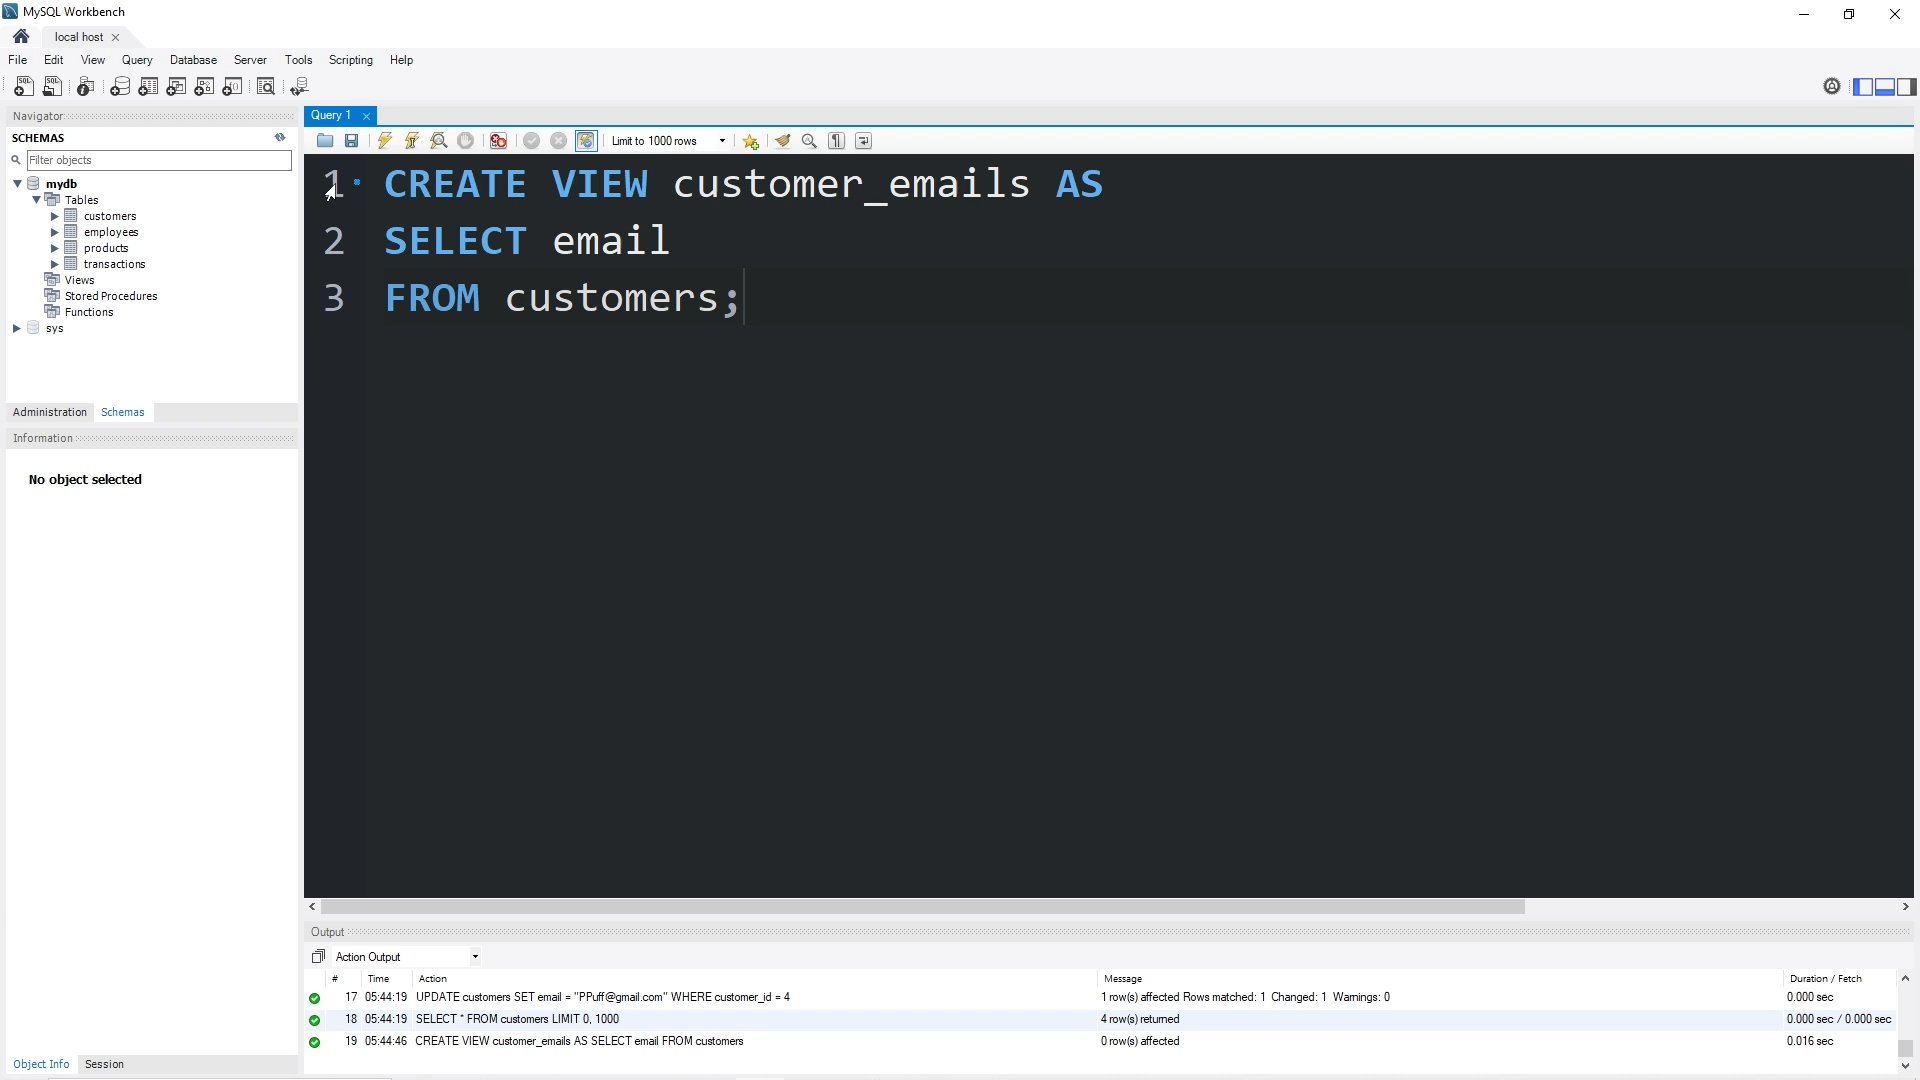 MySQL Workbench
local host
File Edit View Query Database Server Tools Scripting Help
Navigator
SCHEMAS
Filter objects
mydb
Tables
customers
employees
products
transactions
Views
Stored Procedures
Functions
sys
Administration Schemas
Information
No object selected
Object Info Session
Query 1
Limit to 1000 rows
1 CREATE VIEW customer_emails AS
2 SELECT email
3 FROM customers;
Output
Action Output
# Time Action Message Duration / Fetch
17 05:44:19 UPDATE customers SET email = "PPuff@gmail.com" WHERE customer_id = 4 1 row(s) affected Rows matched: 1 Changed: 1 Warnings: 0 0.000 sec
18 05:44:19 SELECT * FROM customers LIMIT 0, 1000 4 row(s) returned 0.000 sec / 0.000 sec
19 05:44:46 CREATE VIEW customer_emails AS SELECT email FROM customers 0 row(s) affected 0.016 sec